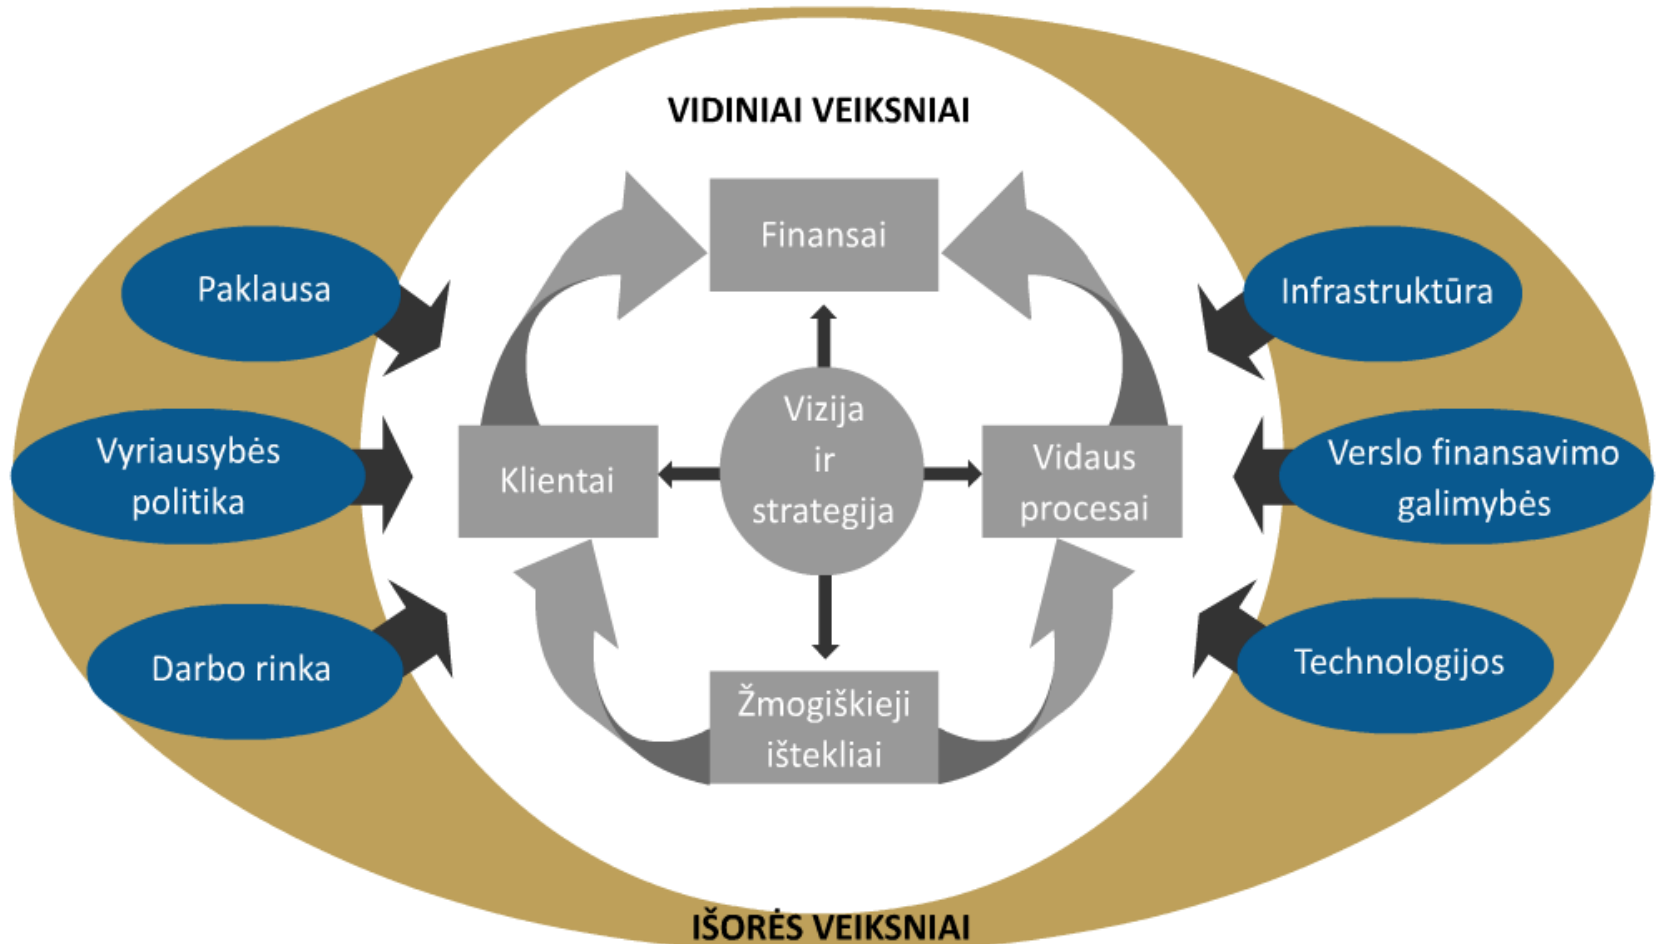 VIDINIAI VEIKSNIAI
Finansai
Paklausa
Infrastruktūra
Vyriausybės
politika
Klientai
Vizija
ir
strategija
Vidaus
procesai
Verslo finansavimo
galimybės
Darbo rinka
Žmogiškieji
ištekliai
Technologijos
IŠORĖS VEIKSNIAI